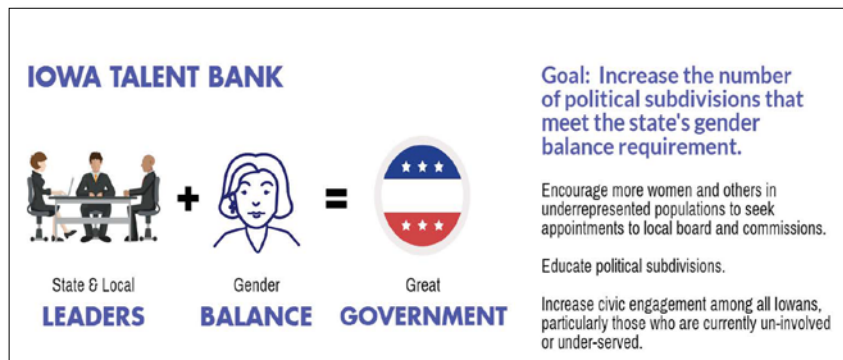 IOWA TALENT BANK
+
=
State & Local
LEADERS
Gender
BALANCE
Great
GOVERNMENT
Goal: Increase the number
of political subdivisions that
meet the state's gender
balance requirement.
Encourage more women and others in
underrepresented populations to seek
appointments to local board and commissions.
Educate political subdivisions.
Increase civic engagement among all Iowans,
particularly those who are currently un-involved
or under-served.